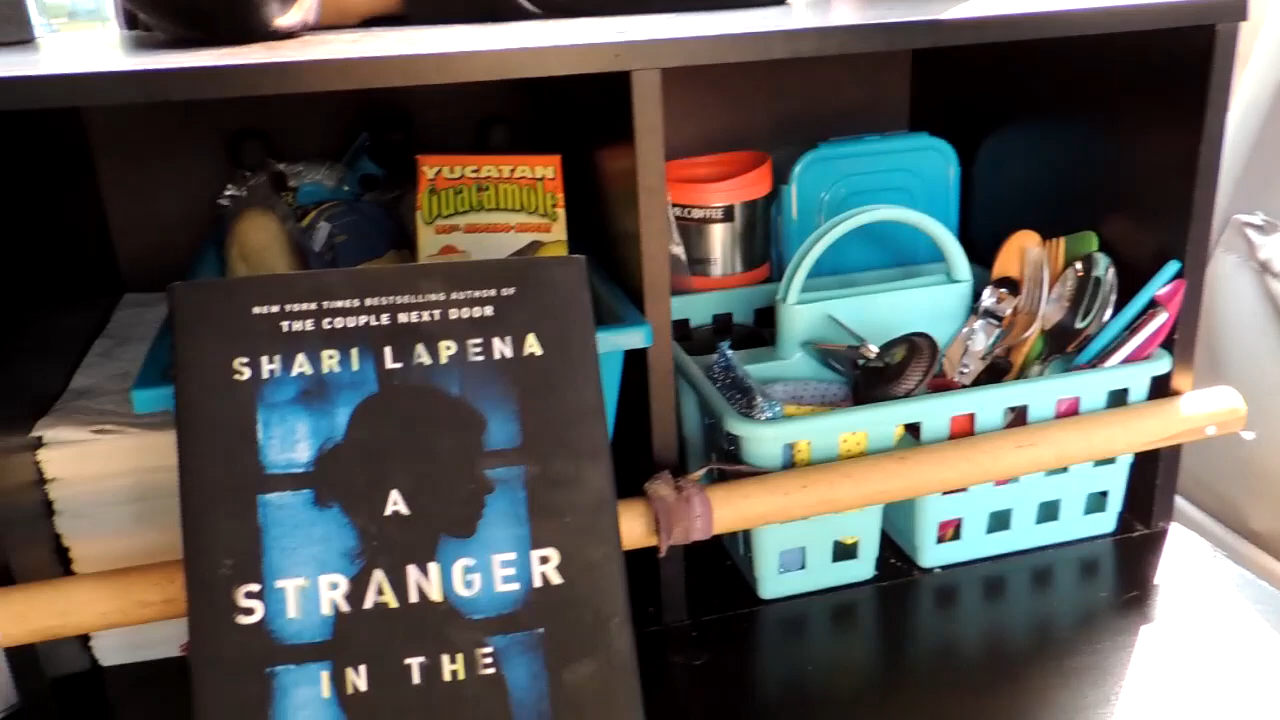 YUCATAN
Guacamole
MR.COFFEE
NEW YORK TIMES BESTSELLING AUTHOR OF
THE COUPLE NEXT DOOR
SHARI LAPENA
A
STRANGER
IN THE